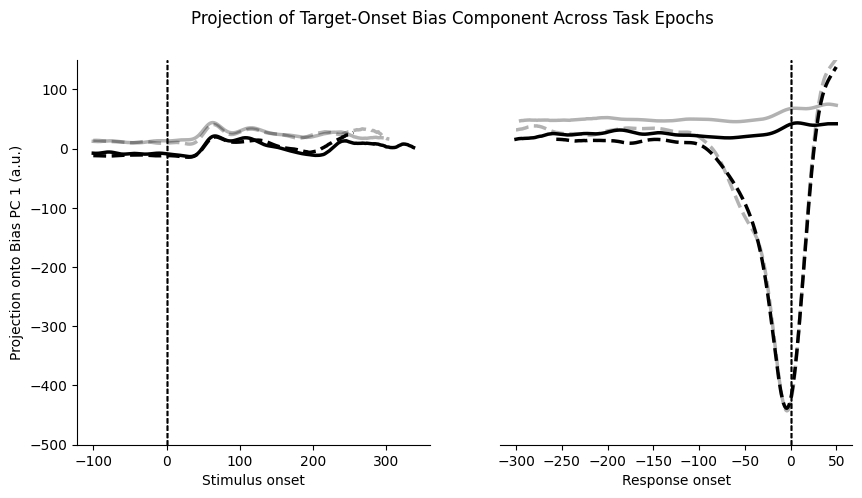 Projection of Target-Onset Bias Component Across Task Epochs
Projection onto Bias PC 1 (a.u.)
100
0
−100
−200
−300
−400
−500
−100 0 100 200 300
Stimulus onset
−300 −250 −200 −150 −100 −50 0 50
Response onset